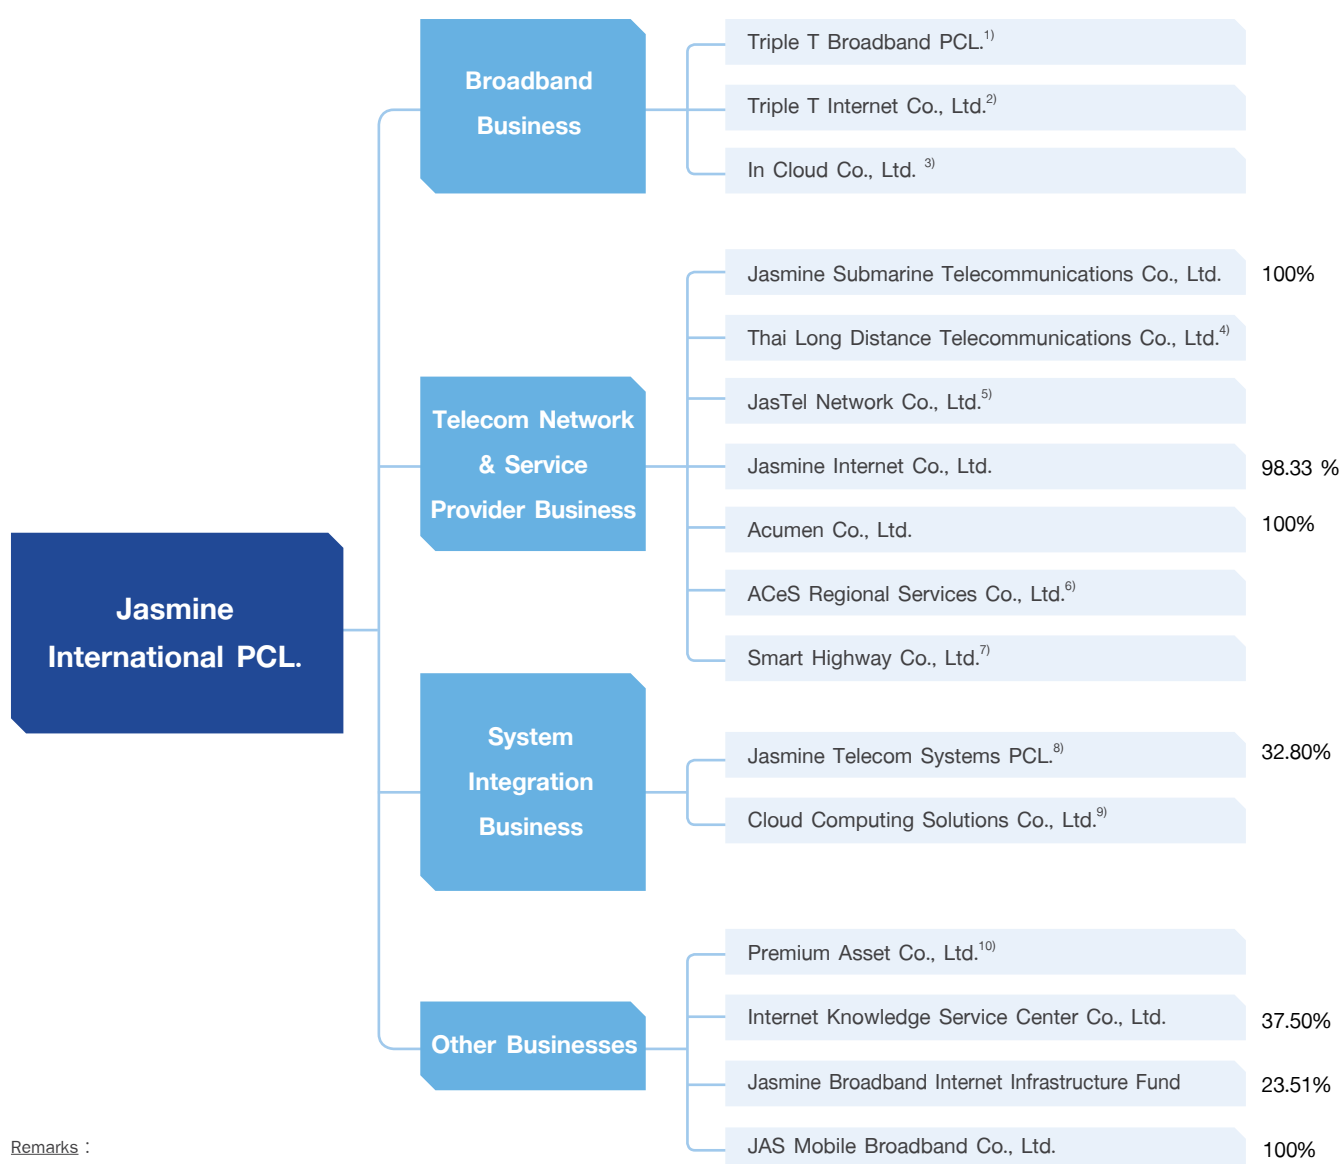 Jasmine
International PCL.
Broadband
Business
Triple T Broadband PCL.1)
Triple T Internet Co., Ltd.2)
In Cloud Co., Ltd. 3)
Telecom Network
& Service
Provider Business
Jasmine Submarine Telecommunications Co., Ltd. 100%
Thai Long Distance Telecommunications Co., Ltd.4)
JasTel Network Co., Ltd.5)
Jasmine Internet Co., Ltd. 98.33 %
Acumen Co., Ltd. 100%
ACeS Regional Services Co., Ltd.6)
Smart Highway Co., Ltd.7)
System
Integration
Business
Jasmine Telecom Systems PCL.8) 32.80%
Cloud Computing Solutions Co., Ltd.9)
Other Businesses
Premium Asset Co., Ltd.10)
Internet Knowledge Service Center Co., Ltd. 37.50%
Jasmine Broadband Internet Infrastructure Fund 23.51%
JAS Mobile Broadband Co., Ltd. 100%
Remarks :